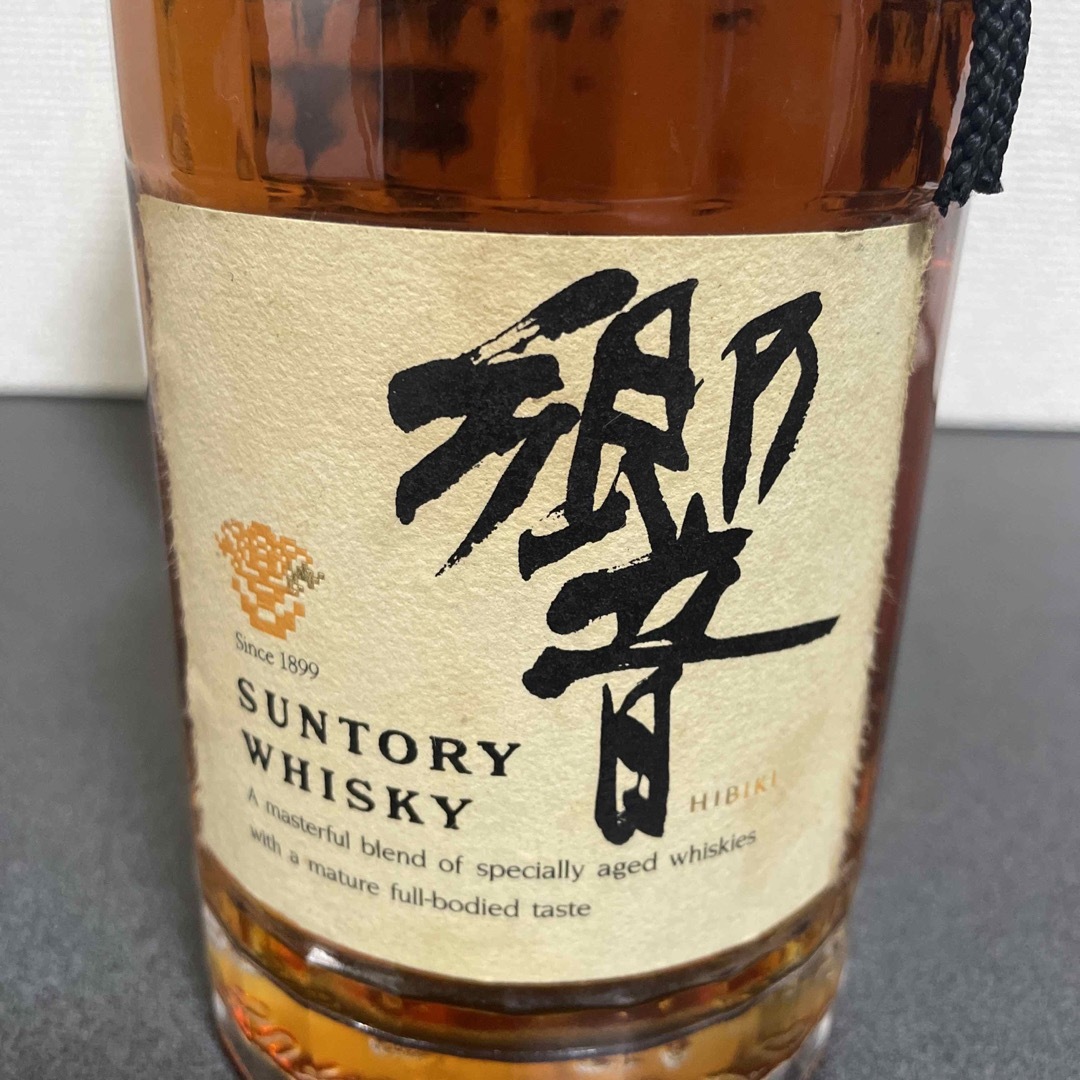 響
Since 1899
SUNTORY
WHISKY
HIBIKI
A masterful blend of specially aged whiskies
with a mature full-bodied taste